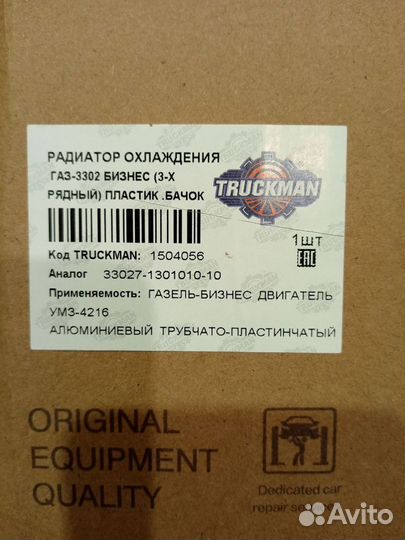 РАДИАТОР ОХЛАЖДЕНИЯ
ГАЗ-3302 БИЗНЕС (3-Х
РЯДНЫЙ) ПЛАСТИК .БАЧОК
TRUCKMAN
1шт
EAC
Код TRUCKMAN: 1504056
Аналог 33027-1301010-10
Применяемость: ГАЗЕЛЬ-БИЗНЕС ДВИГАТЕЛЬ
УМЗ-4216
АЛЮМИНИЕВЫЙ ТРУБЧАТО-ПЛАСТИНЧАТЫЙ
ORIGINAL
EQUIPMENT
QUALITY
Dedicated car
repair
Avito